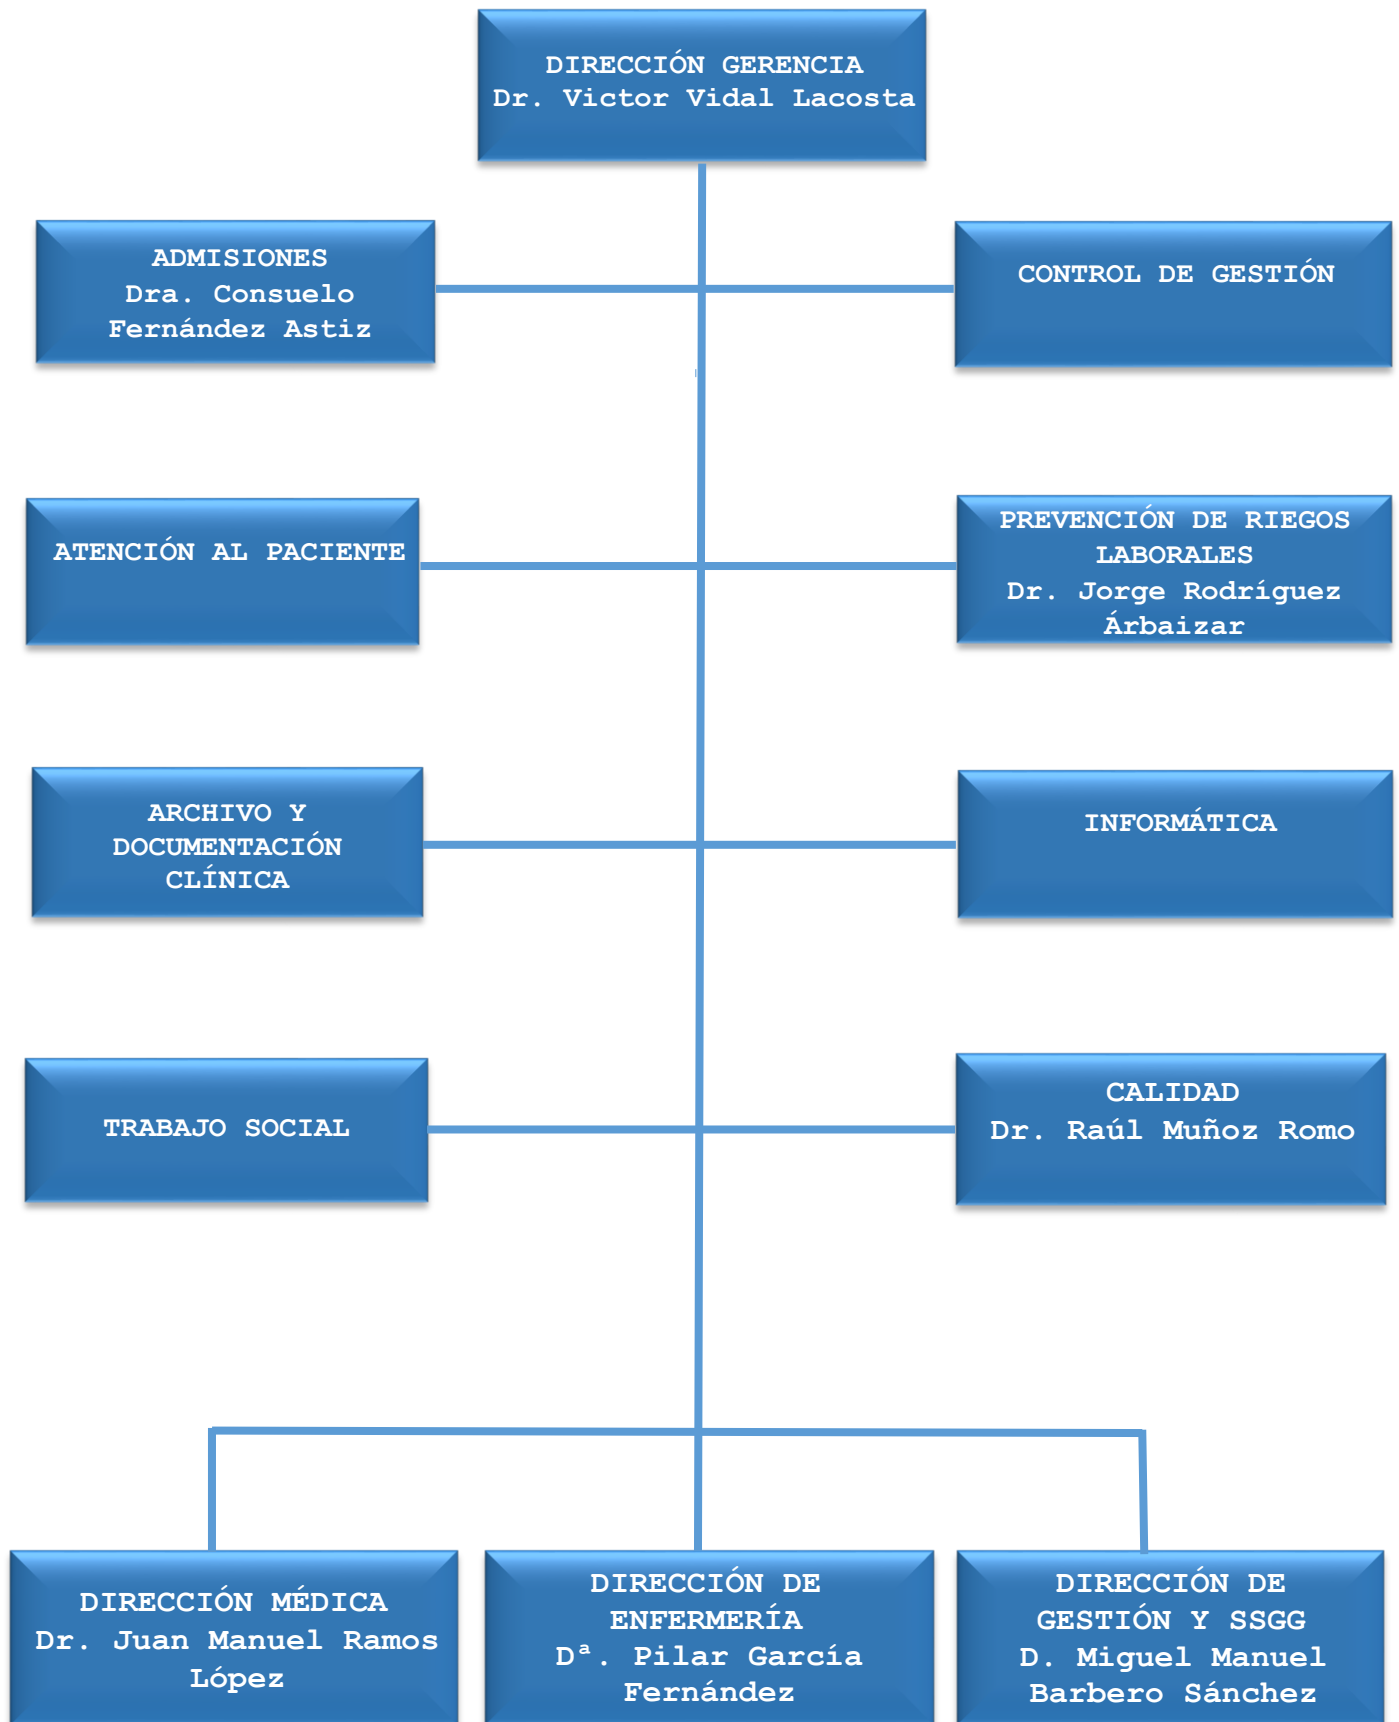 DIRECCIÓN GERENCIA
Dr. Victor Vidal Lacosta
ADMISIONES
Dra. Consuelo
Fernández Astiz
CONTROL DE GESTIÓN
ATENCIÓN AL PACIENTE
PREVENCIÓN DE RIEGOS
LABORALES
Dr. Jorge Rodríguez
Árbaizar
ARCHIVO Y
DOCUMENTACIÓN
CLÍNICA
INFORMÁTICA
TRABAJO SOCIAL
CALIDAD
Dr. Raúl Muñoz Romo
DIRECCIÓN MÉDICA
Dr. Juan Manuel Ramos
López
DIRECCIÓN DE
ENFERMERÍA
Dª. Pilar García
Fernández
DIRECCIÓN DE
GESTIÓN Y SSGG
D. Miguel Manuel
Barbero Sánchez